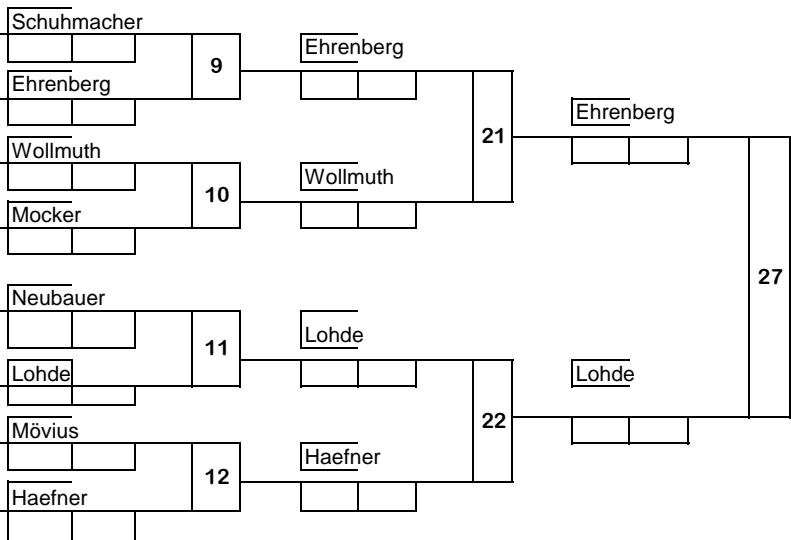 Schuhmacher
9
Ehrenberg
Ehrenberg
Ehrenberg
21
Wollmuth
10
Wollmuth
Mocker
27
Neubauer
11
Lohde
Lohde
Lohde
22
Mövius
12
Haefner
Haefner